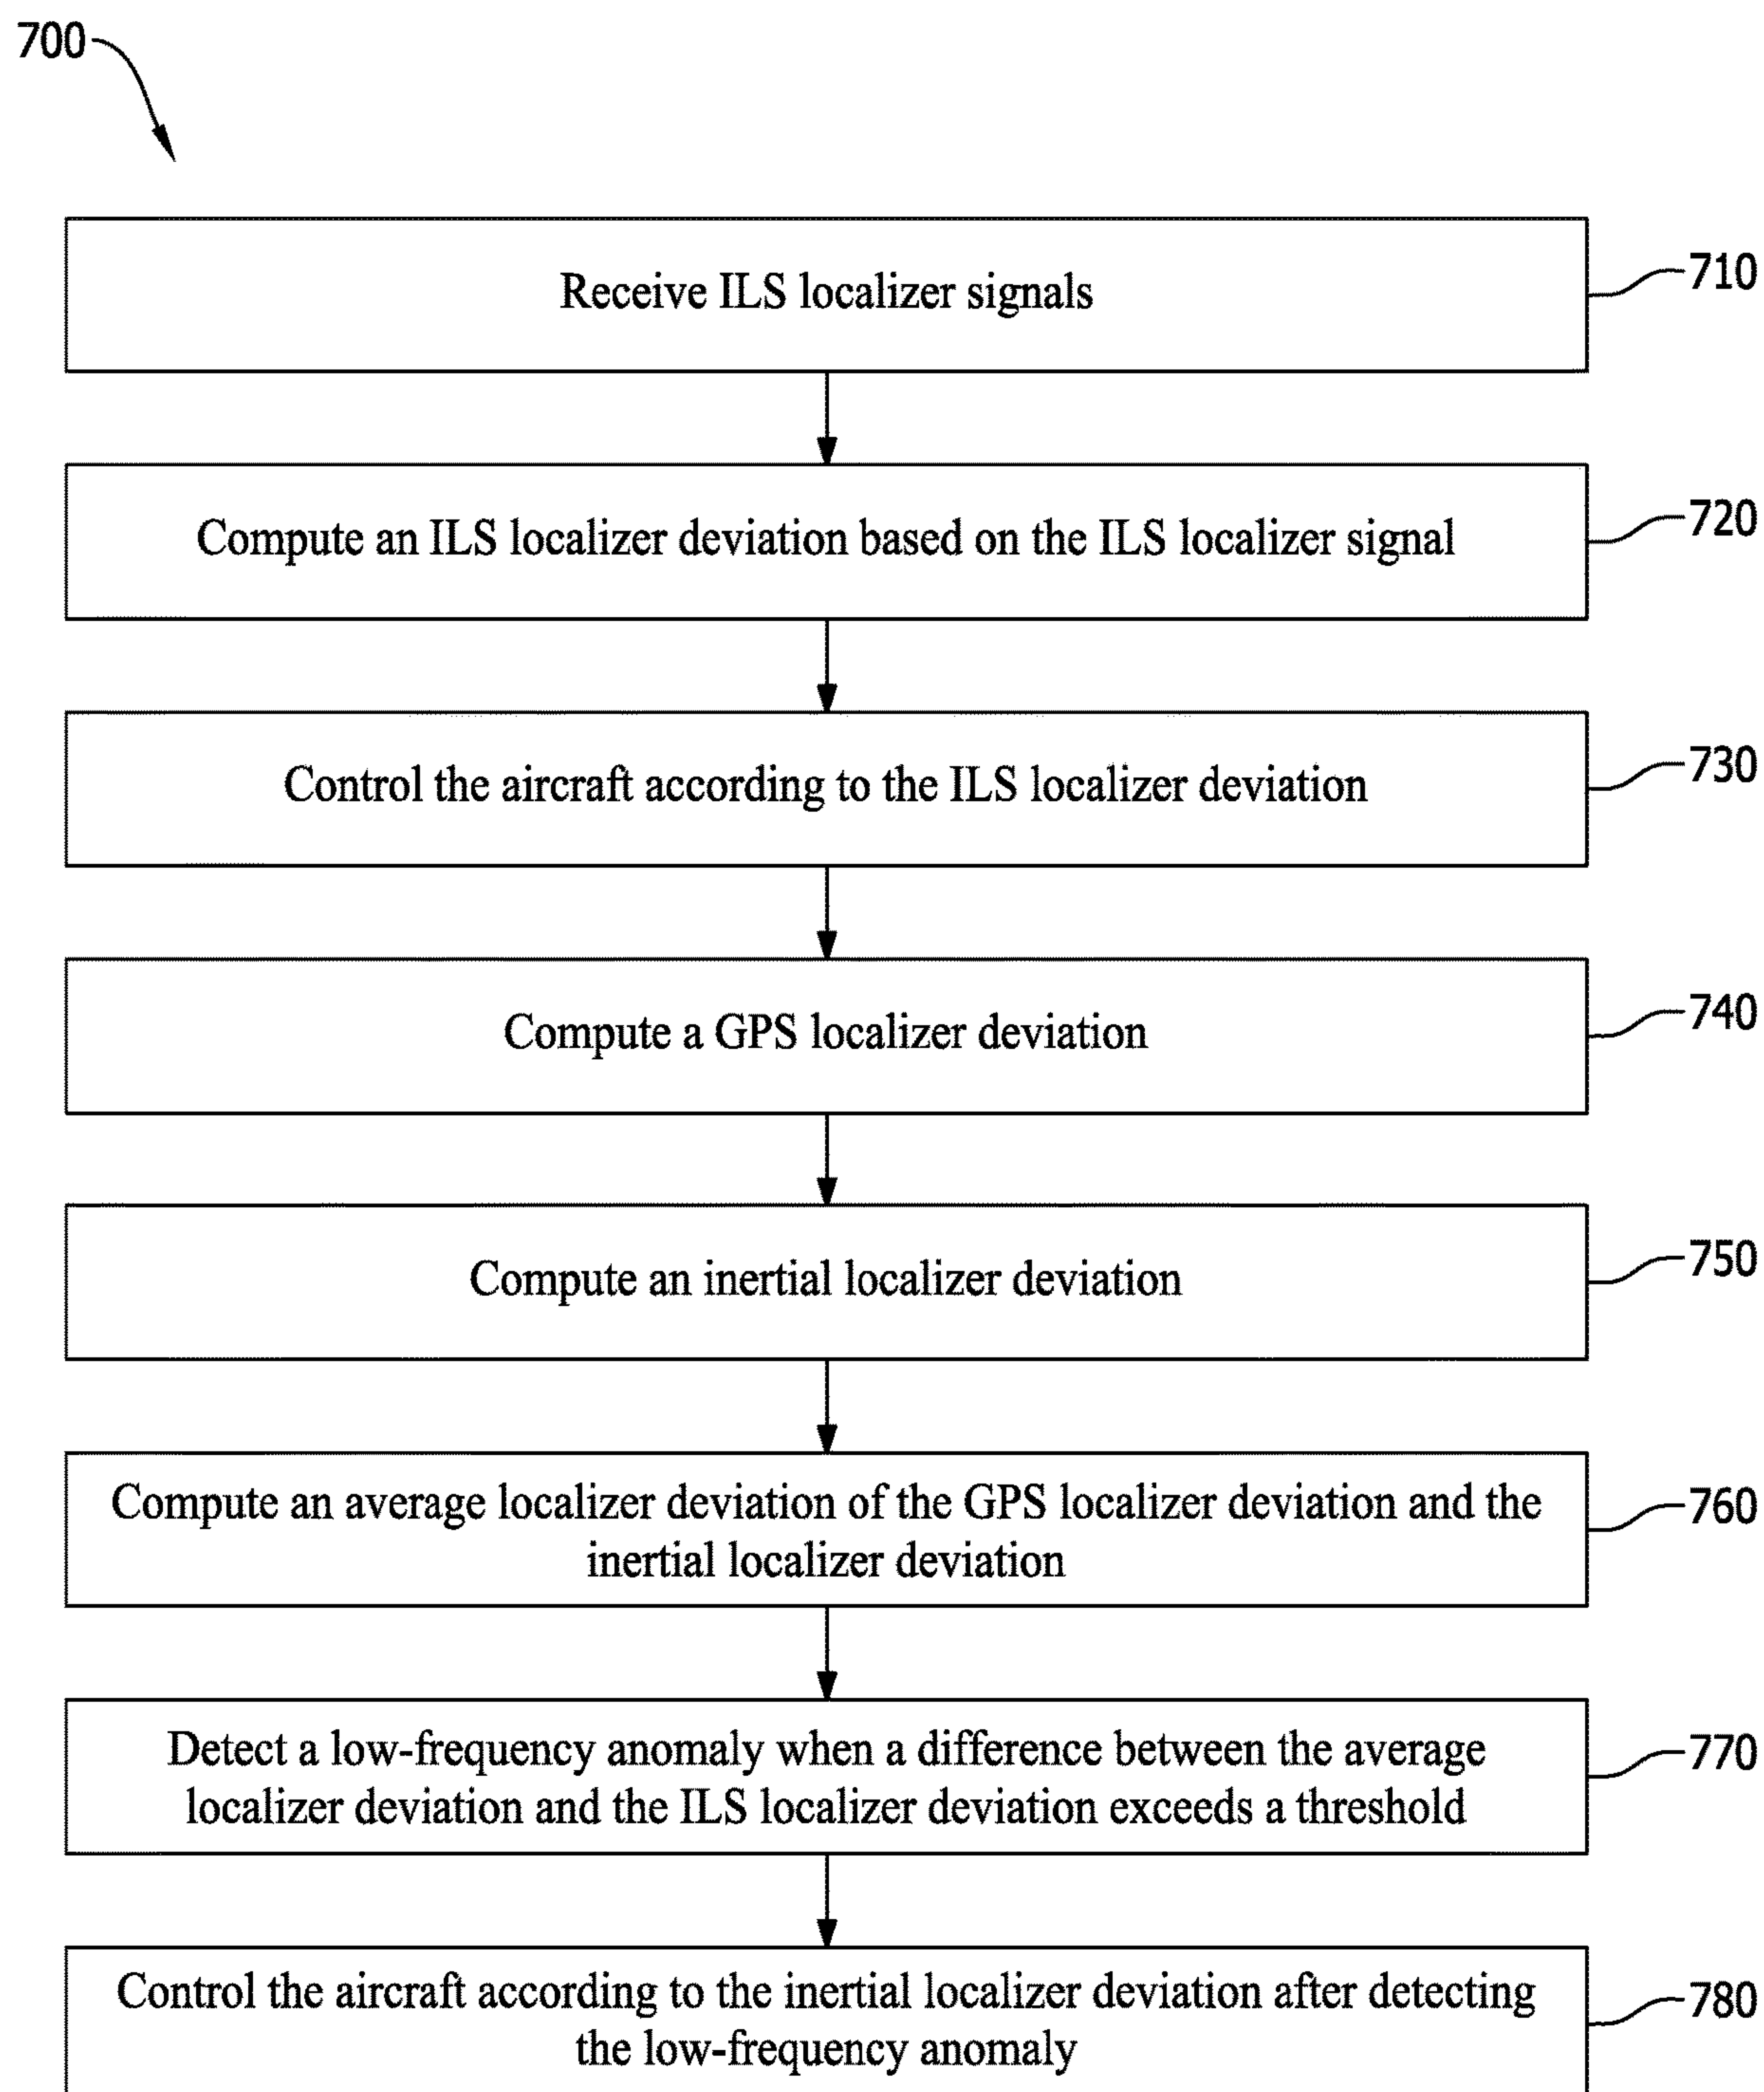 700
Receive ILS localizer signals
710
Compute an ILS localizer deviation based on the ILS localizer signal
720
Control the aircraft according to the ILS localizer deviation
730
Compute a GPS localizer deviation
740
Compute an inertial localizer deviation
750
Compute an average localizer deviation of the GPS localizer deviation and the
inertial localizer deviation
760
Detect a low-frequency anomaly when a difference between the average
localizer deviation and the ILS localizer deviation exceeds a threshold
770
Control the aircraft according to the inertial localizer deviation after detecting
the low-frequency anomaly
780